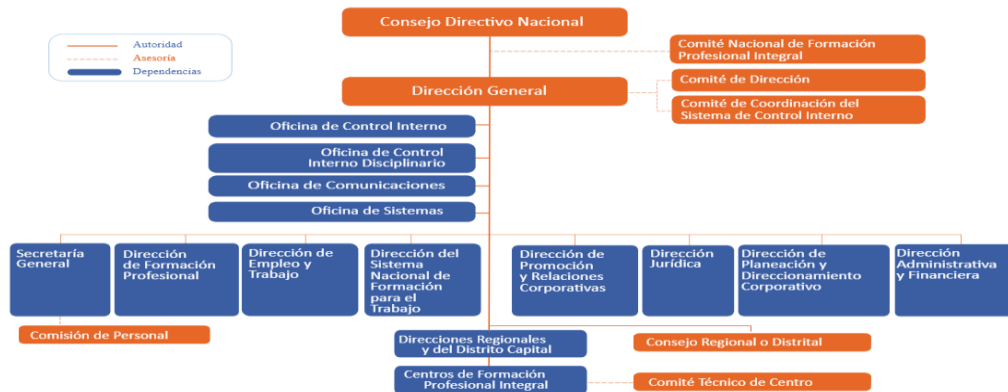 Consejo Directivo Nacional
Autoridad
Asesoría
Dependencias
Comité Nacional de Formación
Profesional Integral
Dirección General
Comité de Dirección
Comité de Coordinación del
Sistema de Control Interno
Oficina de Control Interno
Oficina de Control
Interno Disciplinario
Oficina de Comunicaciones
Oficina de Sistemas
Secretaría
General
Dirección
de Formación
Profesional
Dirección de
Empleo y
Trabajo
Dirección del
Sistema
Nacional de
Formación
para el
Trabajo
Dirección de
Promoción
y Relaciones
Corporativas
Dirección
Jurídica
Dirección de
Planeación y
Direccionamiento
Corporativo
Dirección
Administrativa
y Financiera
Comisión de Personal
Direcciones Regionales
y del Distrito Capital
Consejo Regional o Distrital
Centros de Formación
Profesional Integral
Comité Técnico de Centro